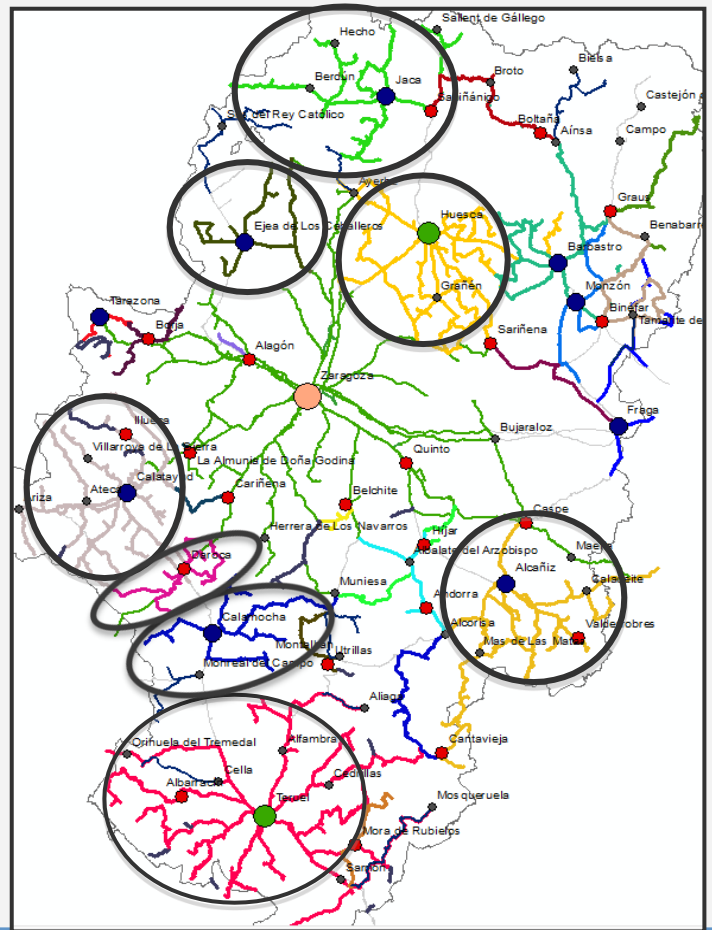 Sallent de Gállego
Hecho
Bielsa
Broto
Berdún
Jaca
Castejón
Sabiñánigo
Sos del Rey Católico
Boltaña
Aínsa
Campo
Ayerbe
Graus
Huesca
Ejea de Los Caballeros
Benabarre
Barbastro
Grañén
Monzón
Tarazona
Binéfar
Tamarite de
Borja
Sariñena
Alagón
Zaragoza
Fraga
Illueca
Bujaraloz
Villarroya de La Sierra
Quinto
La Almunia de Doña Godina
Calatayud
Ateca
Cariñena
Belchite
Ariza
Caspe
Herrera de Los Navarros
Híjar
Daroca
Albalate del Arzobispo
Maella
Alcañiz
Muniesa
Calaceite
Andorra
Calamocha
Alcorisa
Valderrobres
Montalbán
Mas de Las Matas
Utrillas
Monreal del Campo
Aliaga
Orihuela del Tremedal
Alfambra
Cantavieja
Cella
Cedrillas
Albarracín
Teruel
Mosqueruela
Mora de Rubielos
Sarrión